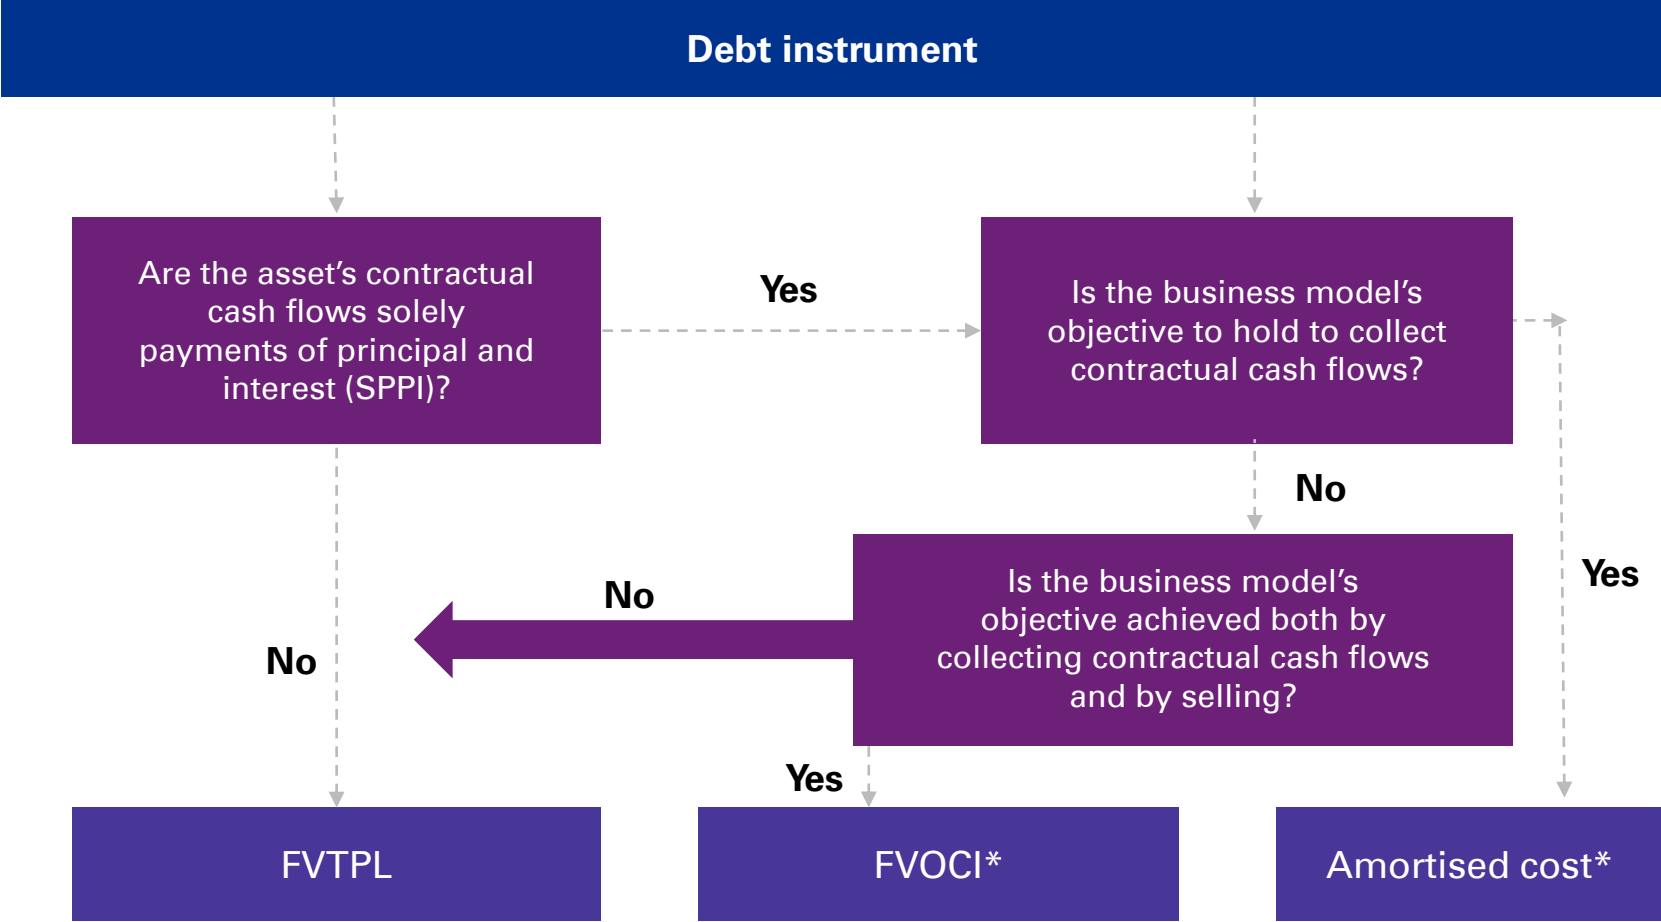 Debt instrument
Are the asset’s contractual
cash flows solely
payments of principal and
interest (SPPI)?
Yes
Is the business model’s
objective to hold to collect
contractual cash flows?
No
Yes
Is the business model’s
objective achieved both by
collecting contractual cash flows
and by selling?
No
No
Yes
FVTPL
FVOCI*
Amortised cost*